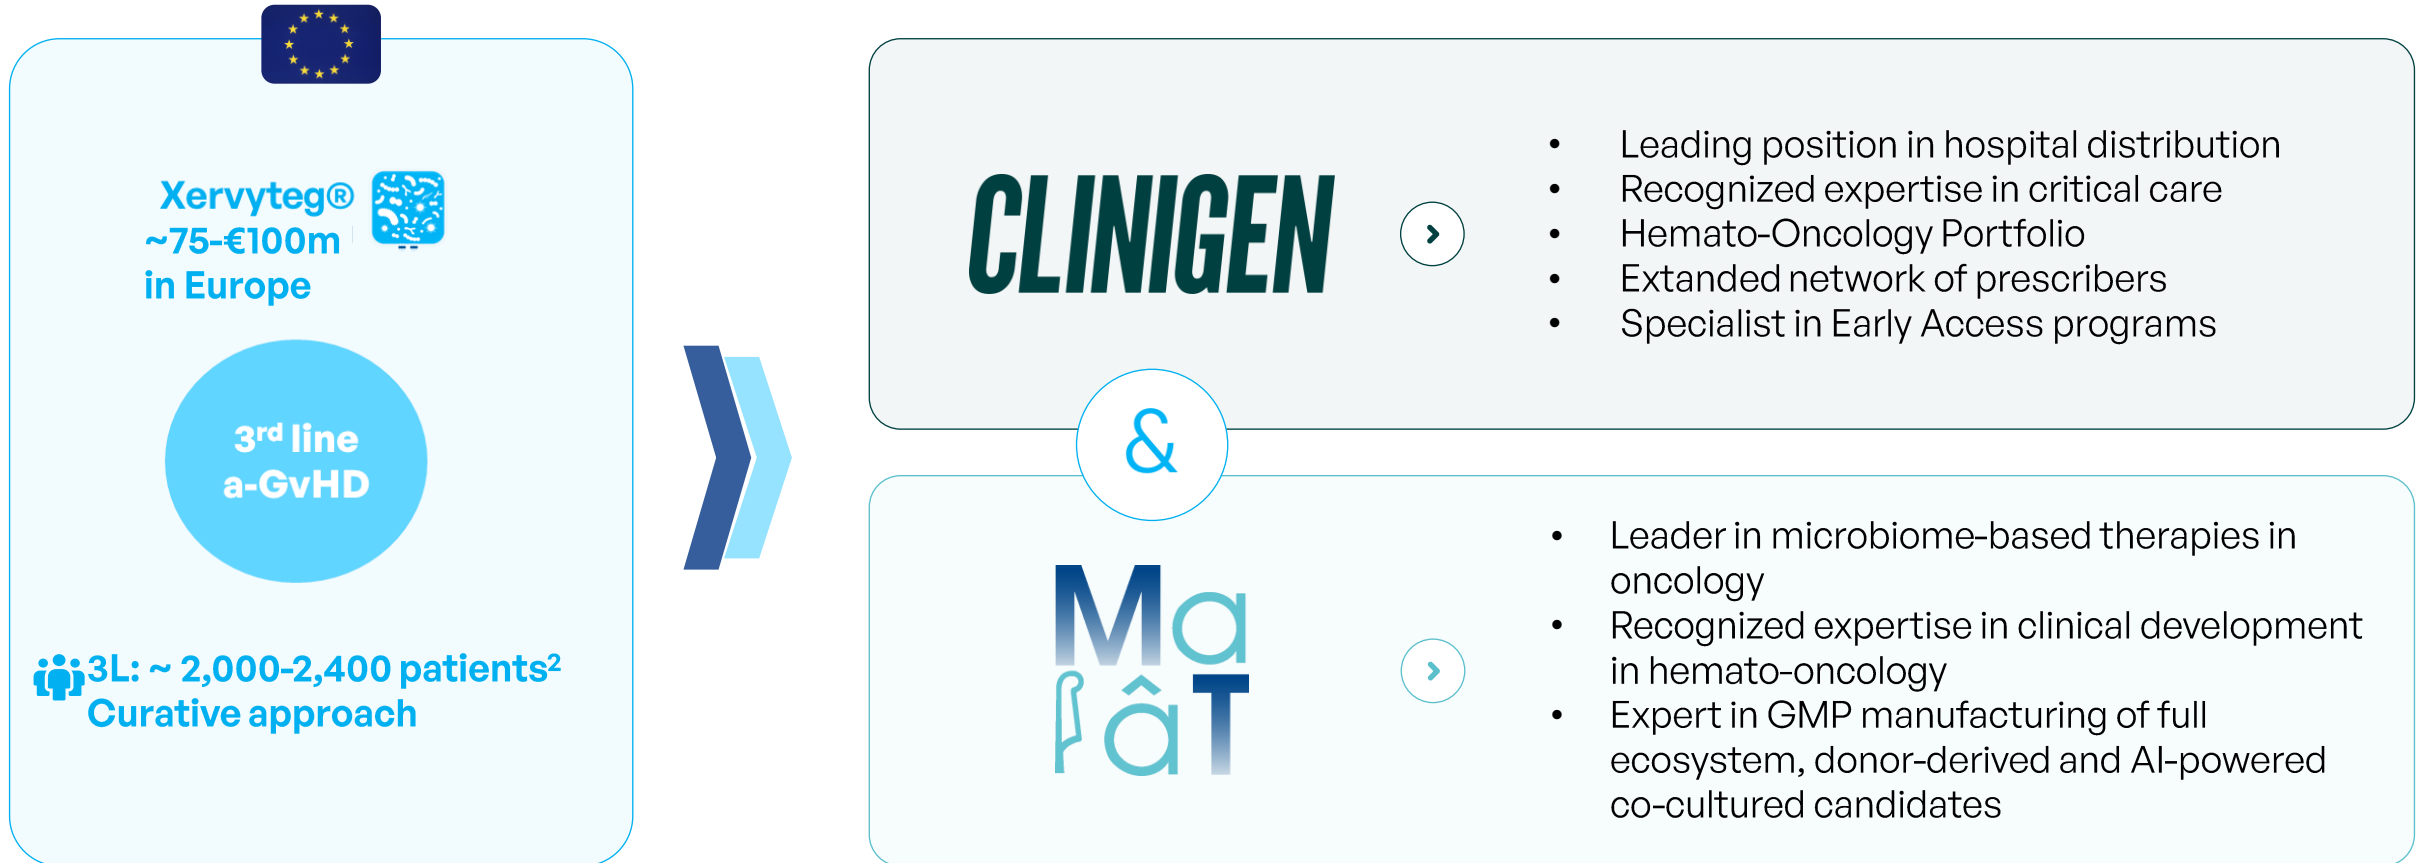 Xervyteg®
~75-€100m
in Europe
3rd line
a-GvHD
3L: ~ 2,000-2,400 patients²
Curative approach
CLINIGEN
• Leading position in hospital distribution
• Recognized expertise in critical care
• Hemato-Oncology Portfolio
• Extanded network of prescribers
• Specialist in Early Access programs
&
Ma
âT
• Leader in microbiome-based therapies in
oncology
• Recognized expertise in clinical development
in hemato-oncology
• Expert in GMP manufacturing of full
ecosystem, donor-derived and AI-powered
co-cultured candidates